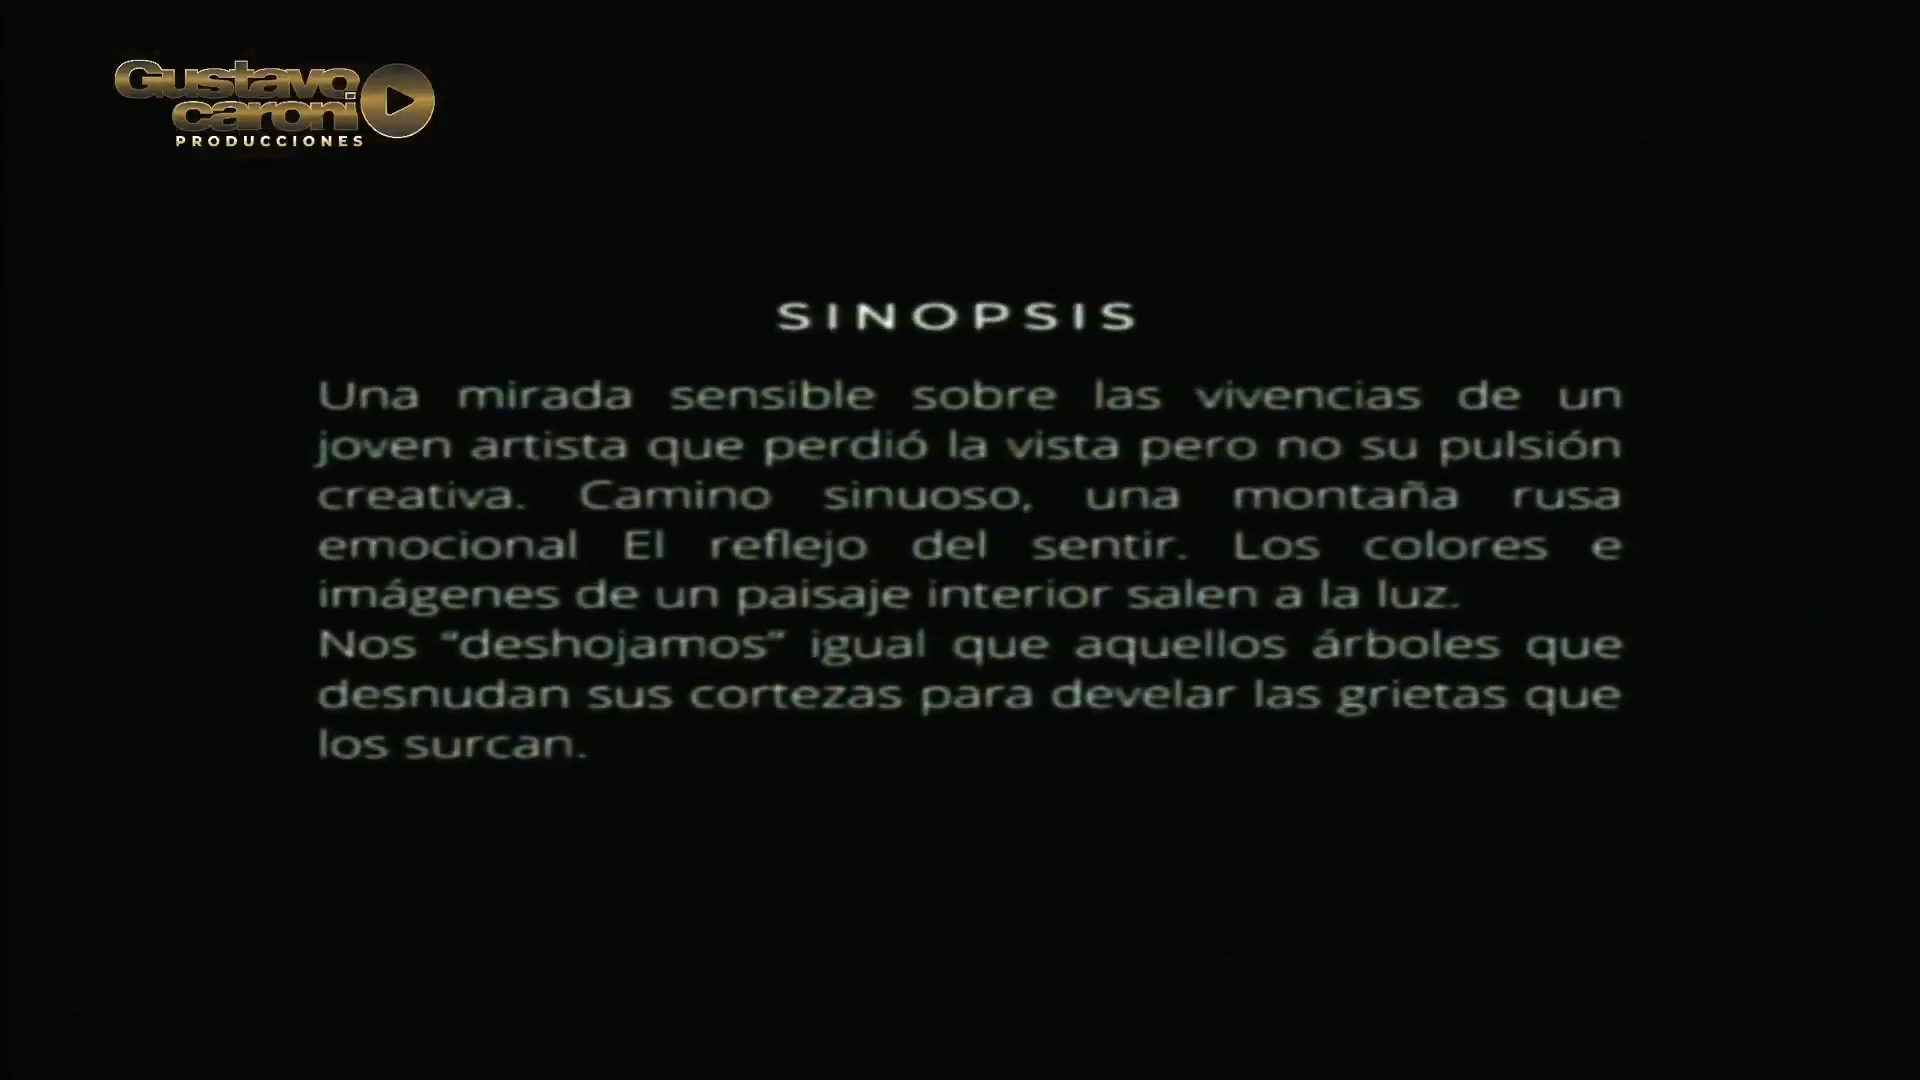 Gustavo
caroni
PRODUCCIONES
SINOPSIS
Una mirada sensible sobre las vivencias de un
joven artista que perdió la vista pero no su pulsión
creativa. Camino sinuoso, una montaña rusa
emocional El reflejo del sentir. Los colores e
imágenes de un paisaje interior salen a la luz.
Nos “deshojamos” igual que aquellos árboles que
desnudan sus cortezas para develar las grietas que
los surcan.